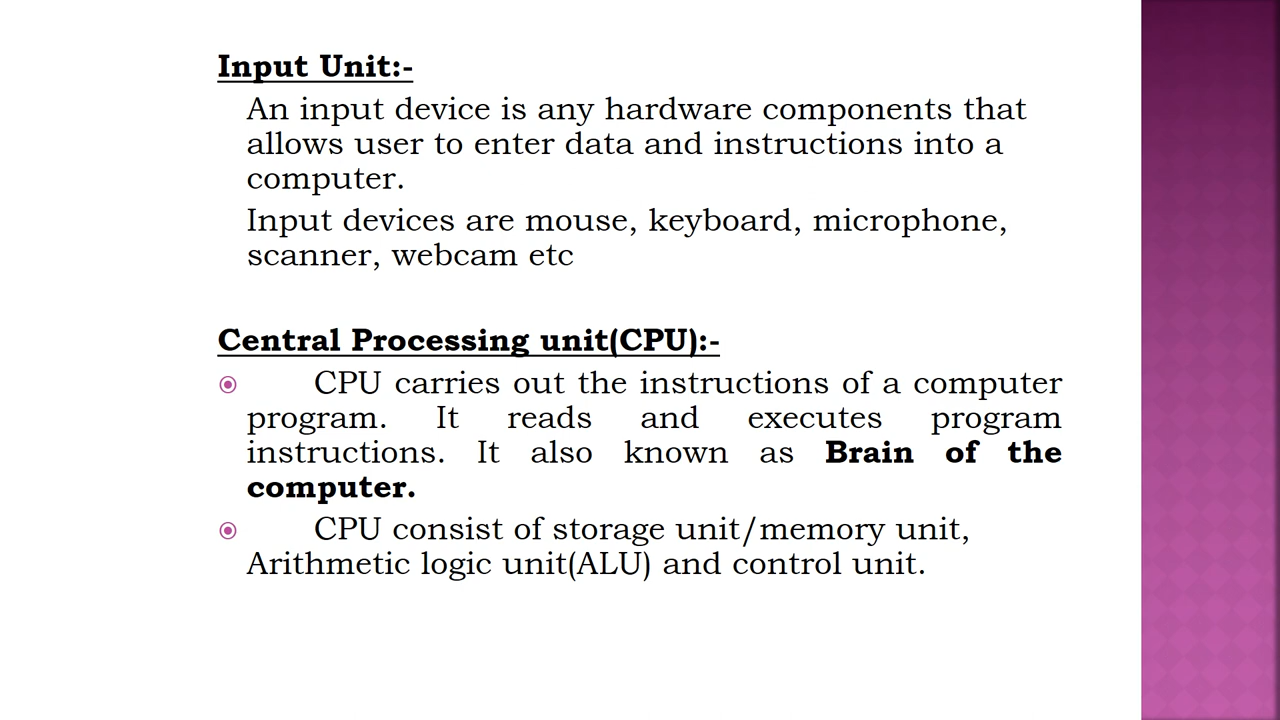 Input Unit:-
An input device is any hardware components that
allows user to enter data and instructions into a
computer.
Input devices are mouse, keyboard, microphone,
scanner, webcam etc
Central Processing unit(CPU):-
CPU carries out the instructions of a computer
program. It reads and executes program
instructions. It also known as Brain of the
computer.
CPU consist of storage unit/memory unit,
Arithmetic logic unit(ALU) and control unit.